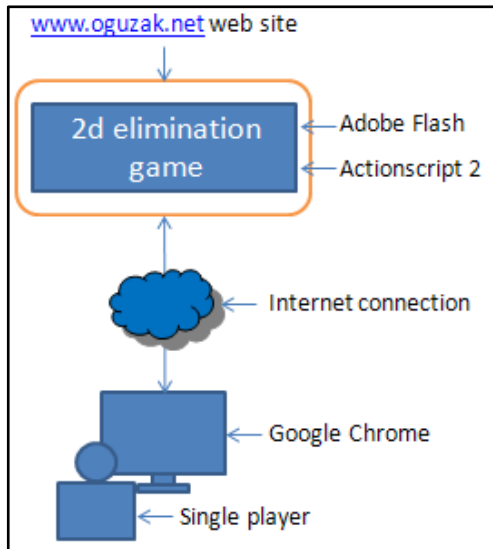 www.oguzak.net web site
2d elimination
game
Adobe Flash
Actionscript 2
Internet connection
Google Chrome
Single player